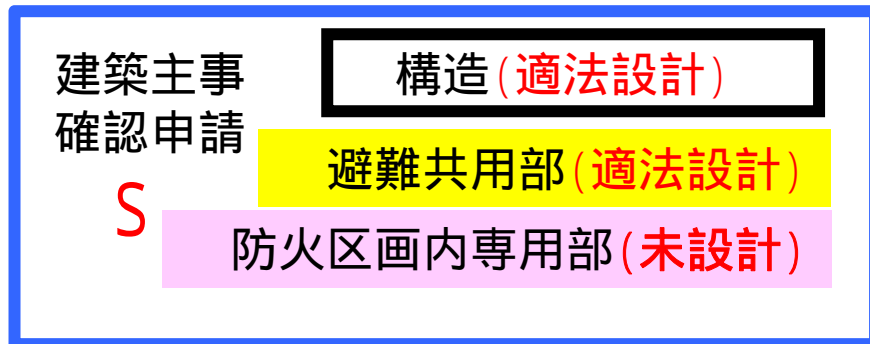 建築主事
確認申請
S
構造(適法設計)
避難共用部(適法設計)
防火区画内専用部(未設計)